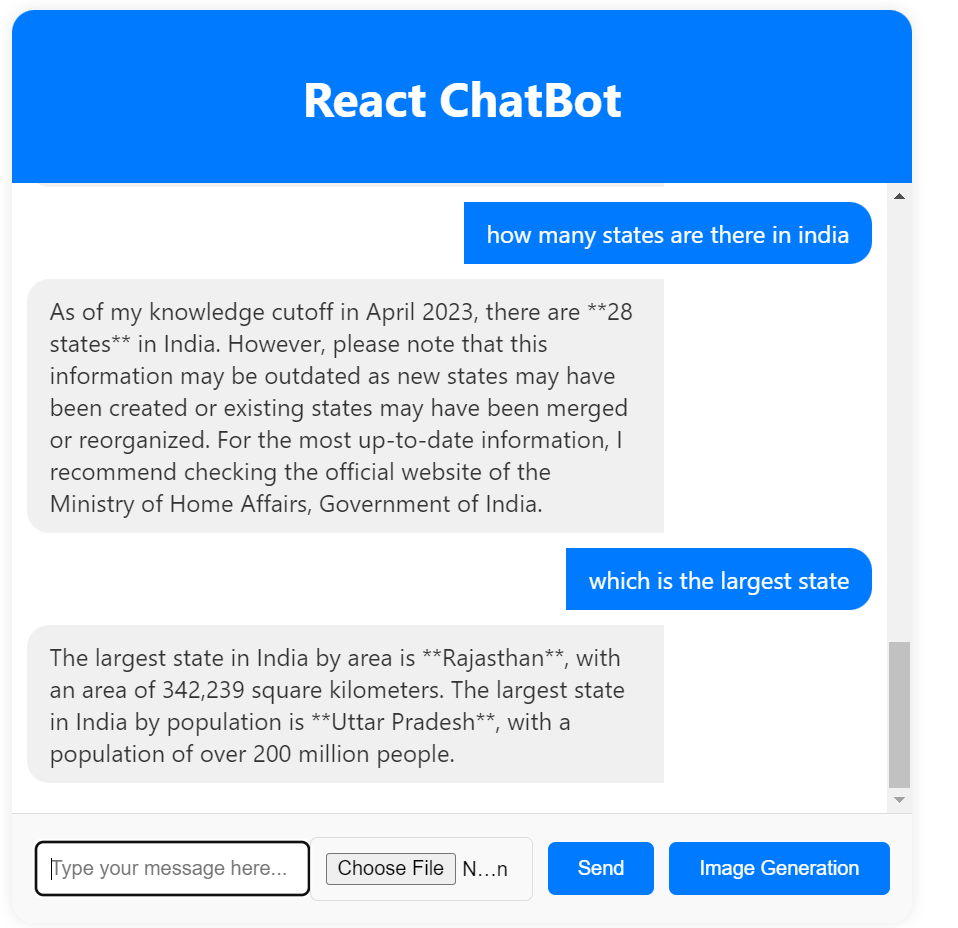 React ChatBot
how many states are there in india
As of my knowledge cutoff in April 2023, there are **28
states** in India. However, please note that this
information may be outdated as new states may have
been created or existing states may have been merged
or reorganized. For the most up-to-date information, I
recommend checking the official website of the
Ministry of Home Affairs, Government of India.
which is the largest state
The largest state in India by area is **Rajasthan**, with
an area of 342,239 square kilometers. The largest state
in India by population is **Uttar Pradesh**, with a
population of over 200 million people.
Type your message here... Choose File N...n Send Image Generation